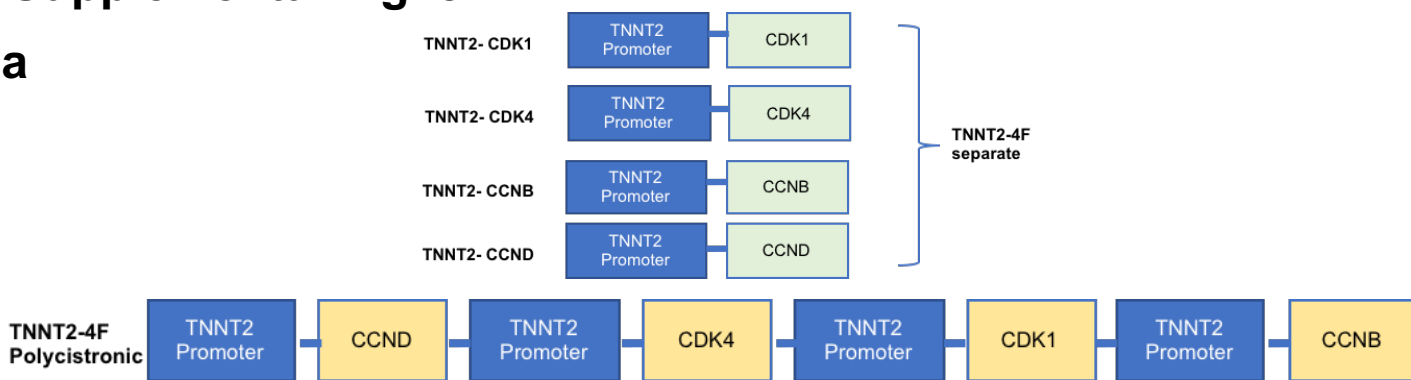 a
TNNT2- CDK1
TNNT2
Promoter
CDK1
TNNT2- CDK4
TNNT2
Promoter
CDK4
TNNT2- CCNB
TNNT2
Promoter
CCNB
TNNT2- CCND
TNNT2
Promoter
CCND
TNNT2-4F
separate
TNNT2-4F
Polycistronic
TNNT2
Promoter
CCND
TNNT2
Promoter
CDK4
TNNT2
Promoter
CDK1
TNNT2
Promoter
CCNB